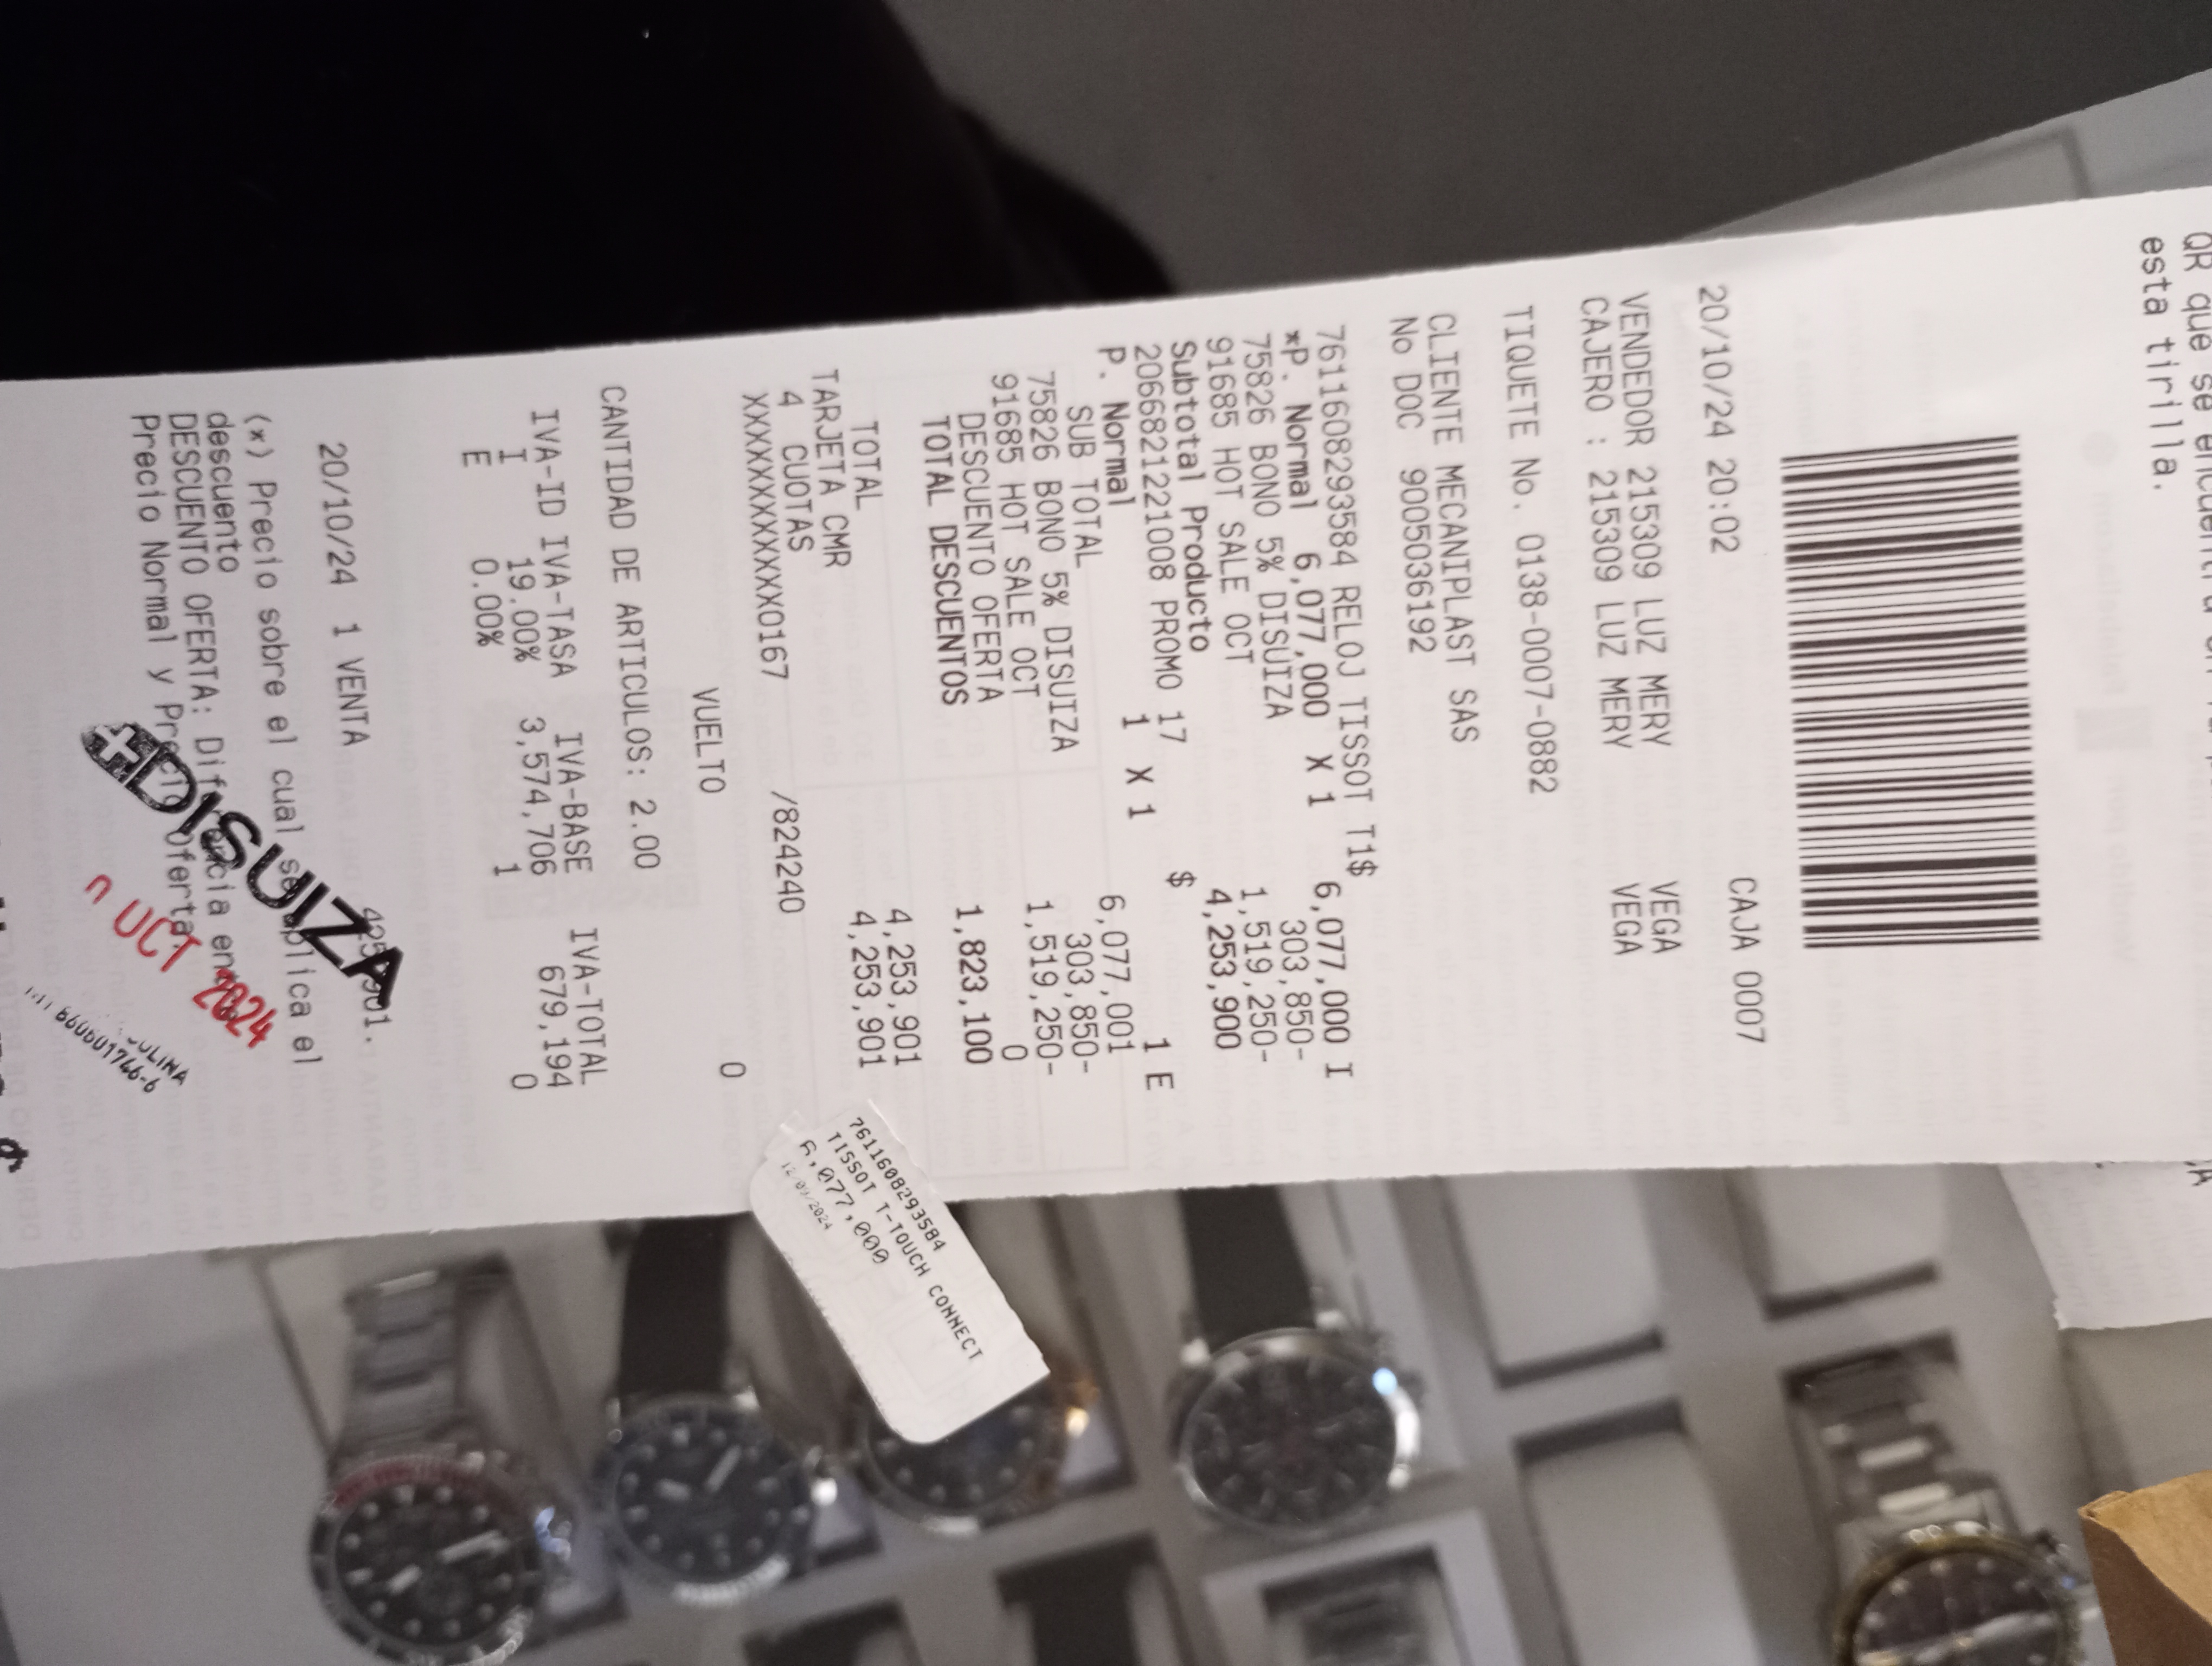 QR que se
esta tirilla.
20/10/24 20:02 CAJA 0007
VENDEDOR 215309 LUZ MERY VEGA
CAJERO : 215309 LUZ MERY VEGA
TIQUETE No. 0138-0007-0882
CLIENTE MECANIPLAST SAS
No DOC 9005036192
7611608293584 RELOJ TISSOT T1$
*P. Normal 6,077,000 X 1 6,077,000 I
75826 BONO 5% DISUIZA 303,850-
91685 HOT SALE OCT 1,519,250-
Subtotal Producto 4,253,900
2066821221008 PROMO 17 $
P. Normal 1 X 1 1 E
SUB TOTAL 6,077,001
75826 BONO 5% DISUIZA 303,850-
91685 HOT SALE OCT 1,519,250-
DESCUENTO OFERTA 0
TOTAL DESCUENTOS 1,823,100
TOTAL 4,253,901
TARJETA CMR 4,253,901
4 CUOTAS
XXXXXXXXXXXX0167 /824240
VUELTO 0
CANTIDAD DE ARTICULOS: 2.00
IVA-ID IVA-TASA IVA-BASE IVA-TOTAL
I 19.00% 3,574,706 679,194
E 0.00% 1 0
20/10/24 1 VENTA
(*) Precio sobre el cual se aplica el
descuento
DESCUENTO OFERTA: Diferencia
Precio Normal y Precio Oferta.
DISUIZA
OCT 2024
7611608293584
TISSOT T-TOUCH CONNECT
6,077,000
12/09/2024